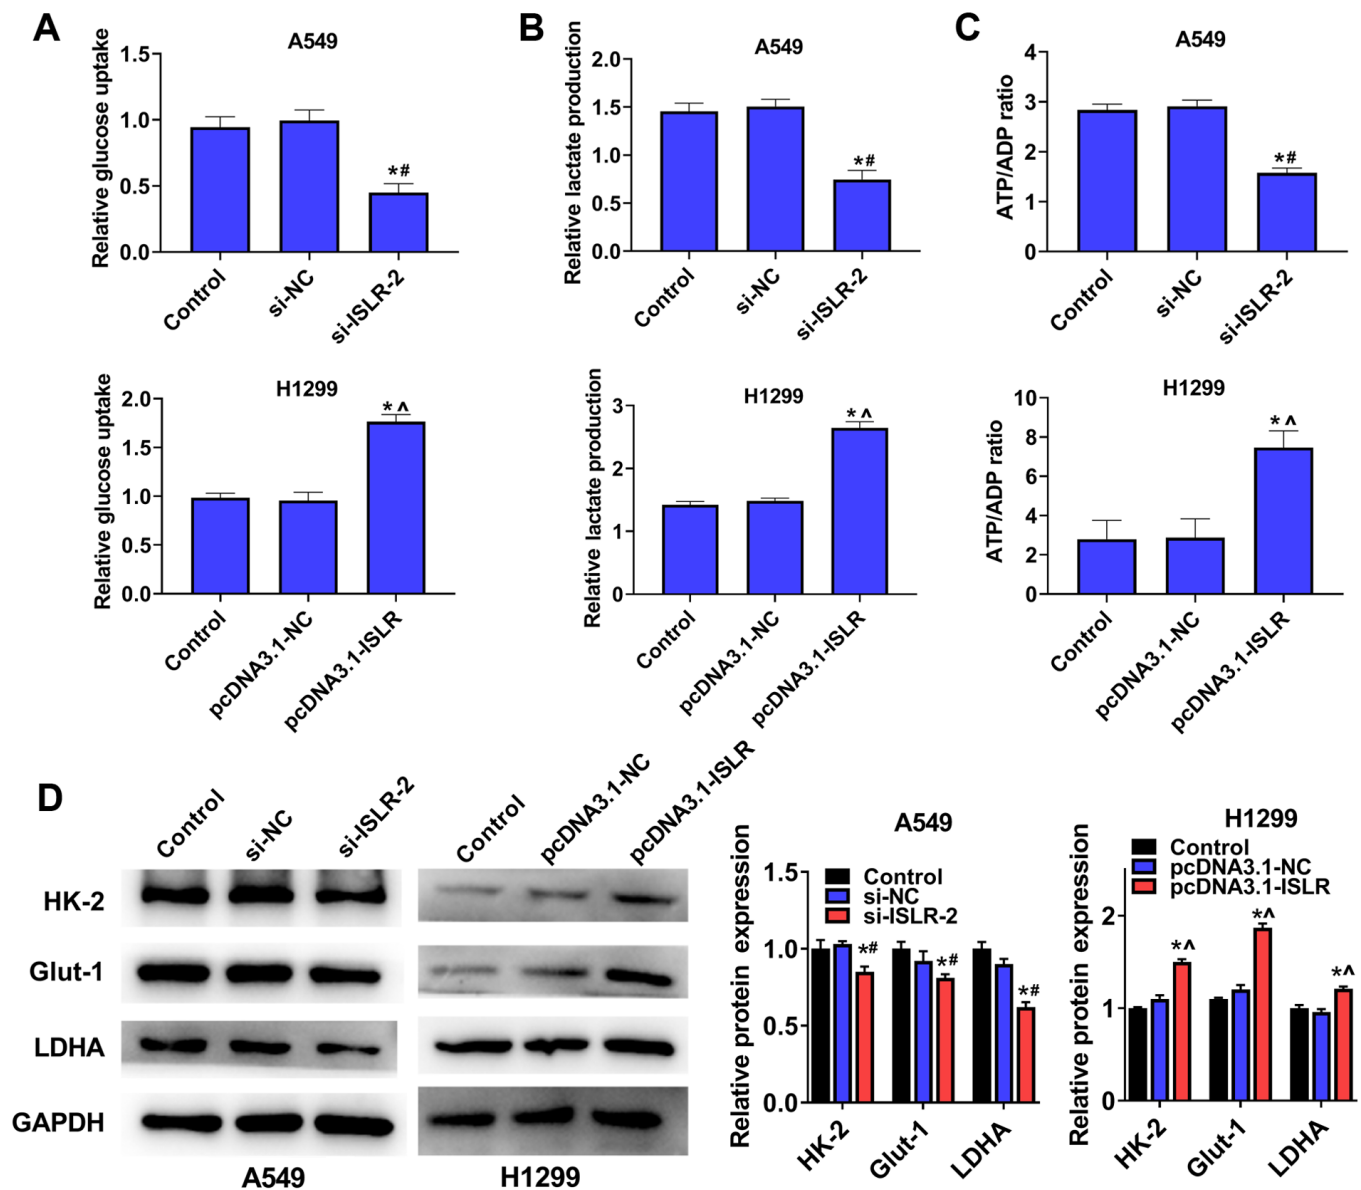 A
A549
Relative glucose uptake
1.5
1.0
0.5
0.0
*#
Control
si-NC
si-ISLR-2
B
A549
Relative lactate production
2.0
1.5
1.0
0.5
0.0
*#
Control
si-NC
si-ISLR-2
C
A549
ATP/ADP ratio
4
3
2
1
0
*#
Control
si-NC
si-ISLR-2
H1299
Relative glucose uptake
2.0
1.5
1.0
0.5
0.0
*^
Control
pcDNA3.1-NC
pcDNA3.1-ISLR
H1299
Relative lactate production
3
2
1
0
*^
Control
pcDNA3.1-NC
pcDNA3.1-ISLR
H1299
ATP/ADP ratio
10
8
6
4
2
0
*^
Control
pcDNA3.1-NC
pcDNA3.1-ISLR
D
Control
si-NC
si-ISLR-2
Control
pcDNA3.1-NC
pcDNA3.1-ISLR
HK-2
Glut-1
LDHA
GAPDH
A549
H1299
A549
Relative protein expression
1.5
1.0
0.5
0.0
Control
si-NC
si-ISLR-2
*#
*#
*#
HK-2
Glut-1
LDHA
H1299
Relative protein expression
2
1
0
Control
pcDNA3.1-NC
pcDNA3.1-ISLR
*^
*^
*^
HK-2
Glut-1
LDHA